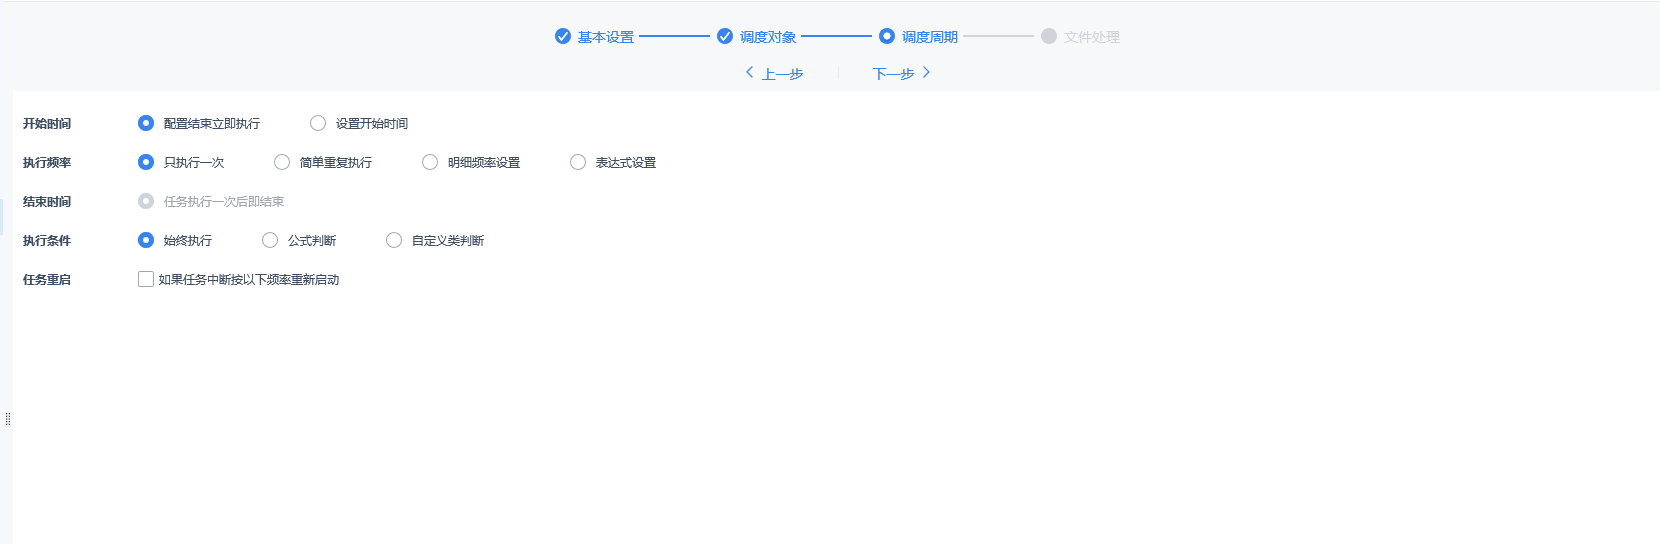 基本设置 调度对象 调度周期 文件处理
上一步 下一步
开始时间 配置结束立即执行 设置开始时间
执行频率 只执行一次 简单重复执行 明细频率设置 表达式设置
结束时间 任务执行一次后即结束
执行条件 始终执行 公式判断 自定义类判断
任务重启 如果任务中断按以下频率重新启动